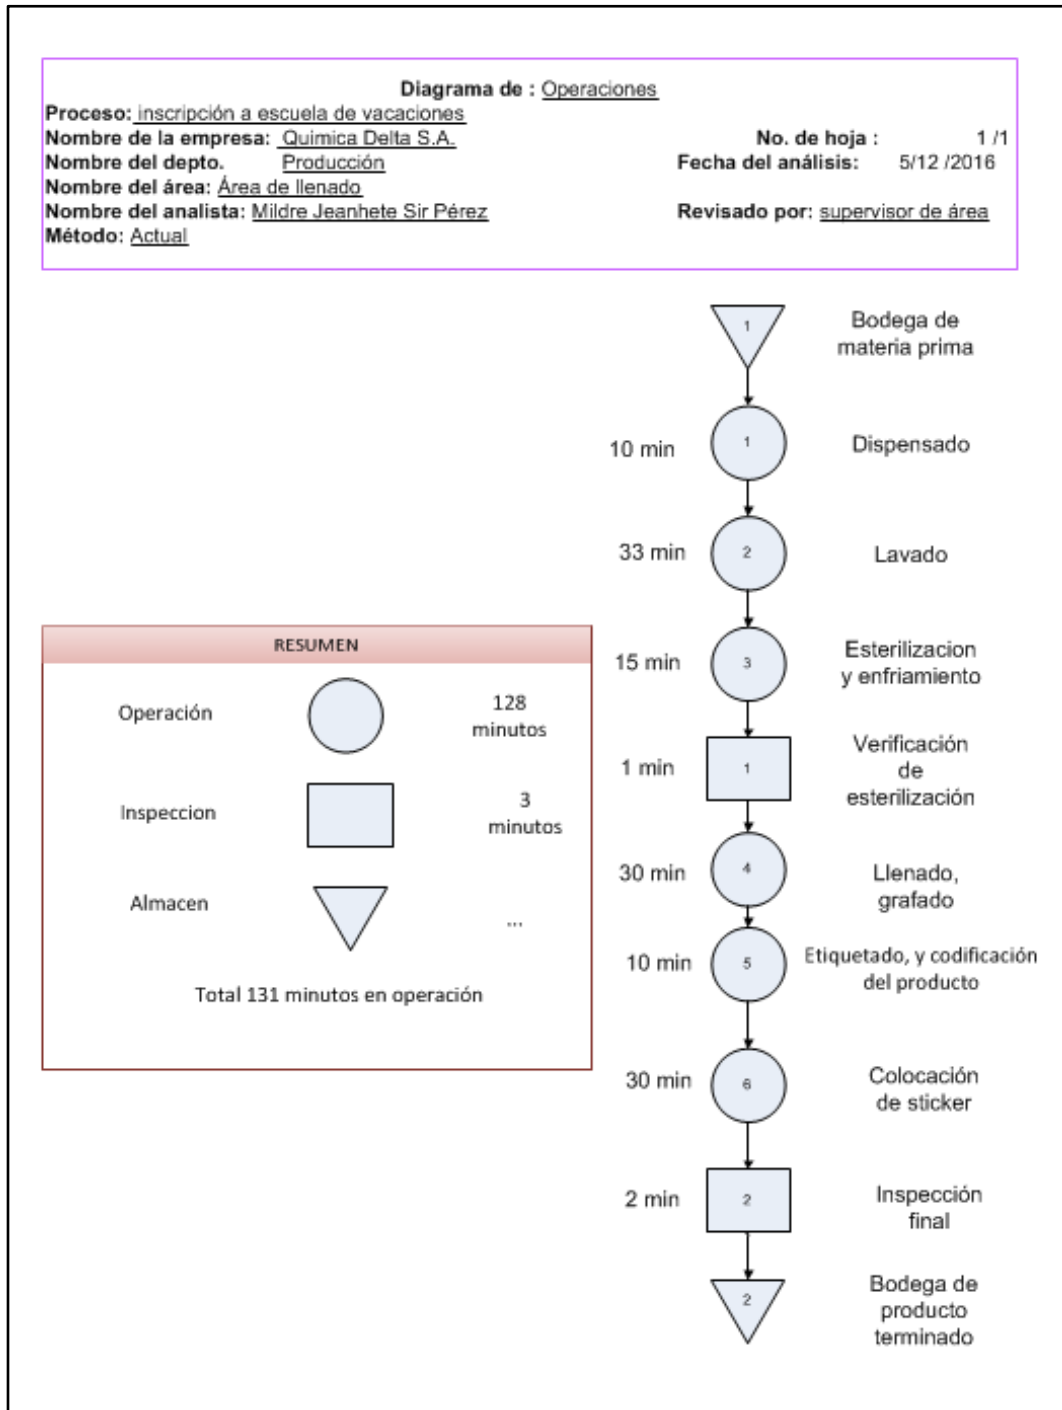 Diagrama de : Operaciones
Proceso: inscripción a escuela de vacaciones
Nombre de la empresa: Quimica Delta S.A. No. de hoja : 1 /1
Nombre del depto. Producción Fecha del análisis: 5/12 /2016
Nombre del área: Área de llenado
Nombre del analista: Mildre Jeanhete Sir Pérez Revisado por: supervisor de área
Método: Actual
1 Bodega de
materia prima
10 min 1 Dispensado
33 min 2 Lavado
15 min 3 Esterilizacion
y enfriamiento
1 min 1 Verificación
de
esterilización
30 min 4 Llenado,
grafado
10 min 5 Etiquetado, y codificación
del producto
30 min 6 Colocación
de sticker
2 min 2 Inspección
final
2 Bodega de
producto
terminado
RESUMEN
Operación 128
minutos
Inspeccion 3
minutos
Almacen ...
Total 131 minutos en operación